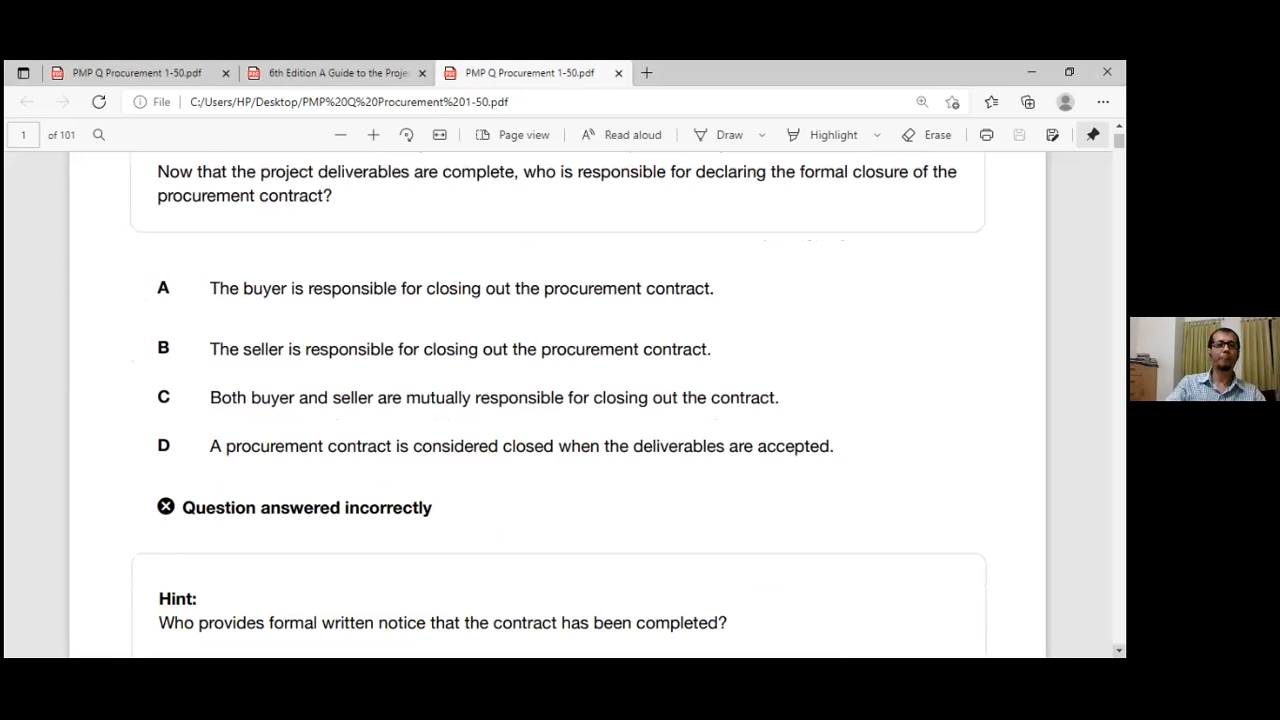 PMP Q Procurement 1-50.pdf
6th Edition A Guide to the Proje
PMP Q Procurement 1-50.pdf
File C:/Users/HP/Desktop/PMP%20Q%20Procurement%201-50.pdf
1 of 101 Page view Read aloud Draw Highlight Erase
Now that the project deliverables are complete, who is responsible for declaring the formal closure of the
procurement contract?
A The buyer is responsible for closing out the procurement contract.
B The seller is responsible for closing out the procurement contract.
C Both buyer and seller are mutually responsible for closing out the contract.
D A procurement contract is considered closed when the deliverables are accepted.
Question answered incorrectly
Hint:
Who provides formal written notice that the contract has been completed?